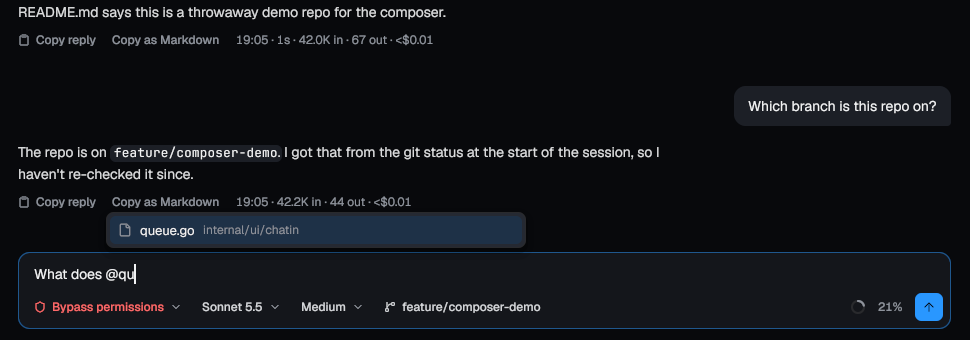 README.md says this is a throwaway demo repo for the composer.
Copy reply Copy as Markdown 19:05 · 1s · 42.0K in · 67 out · <$0.01
Which branch is this repo on?
The repo is on feature/composer-demo. I got that from the git status at the start of the session, so I
haven't re-checked it since.
Copy reply Copy as Markdown 19:05 · 42.2K in · 44 out · <$0.01
queue.go internal/ui/chatin
What does @qu
Bypass permissions Sonnet 5.5 Medium feature/composer-demo 21%